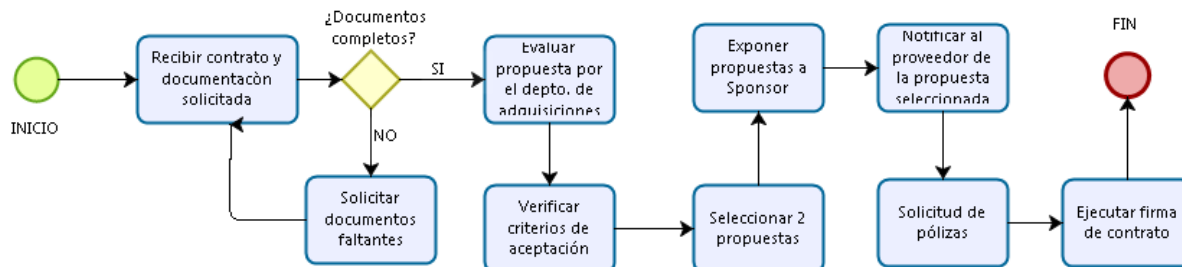 INICIO
Recibir contrato y
documentacòn
solicitada
¿Documentos
completos?
SI
NO
Solicitar
documentos
faltantes
Evaluar
propuesta por
el depto. de
adquisiciones
Verificar
criterios de
aceptación
Seleccionar 2
propuestas
Exponer
propuestas a
Sponsor
Notificar al
proveedor de
la propuesta
seleccionada
Solicitud de
pólizas
Ejecutar firma
de contrato
FIN